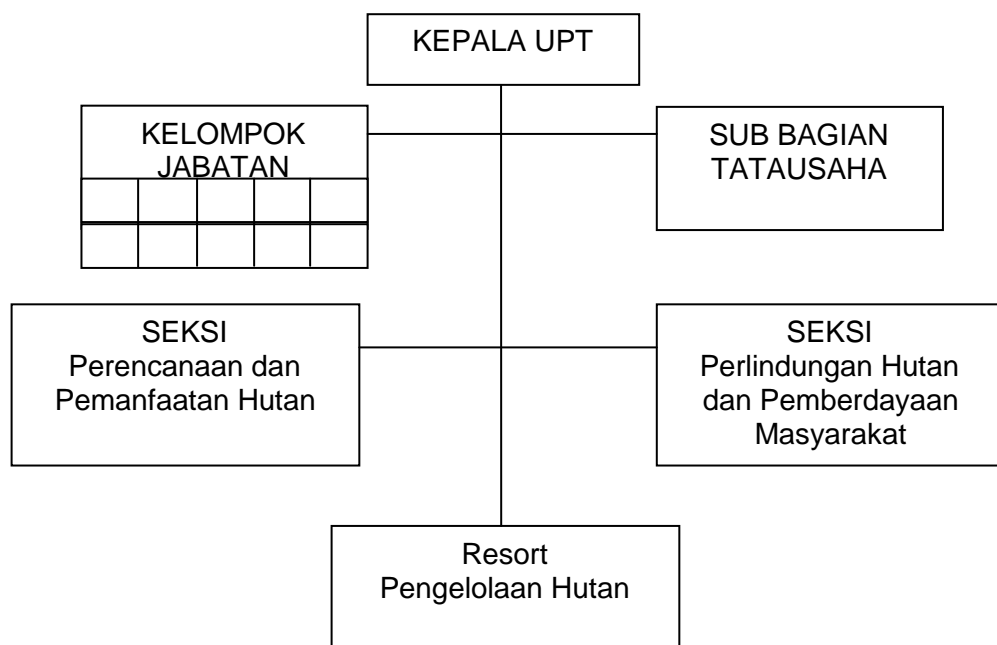 KEPALA UPT
KELOMPOK
JABATAN
SUB BAGIAN
TATAUSAHA
SEKSI
Perencanaan dan
Pemanfaatan Hutan
SEKSI
Perlindungan Hutan
dan Pemberdayaan
Masyarakat
Resort
Pengelolaan Hutan